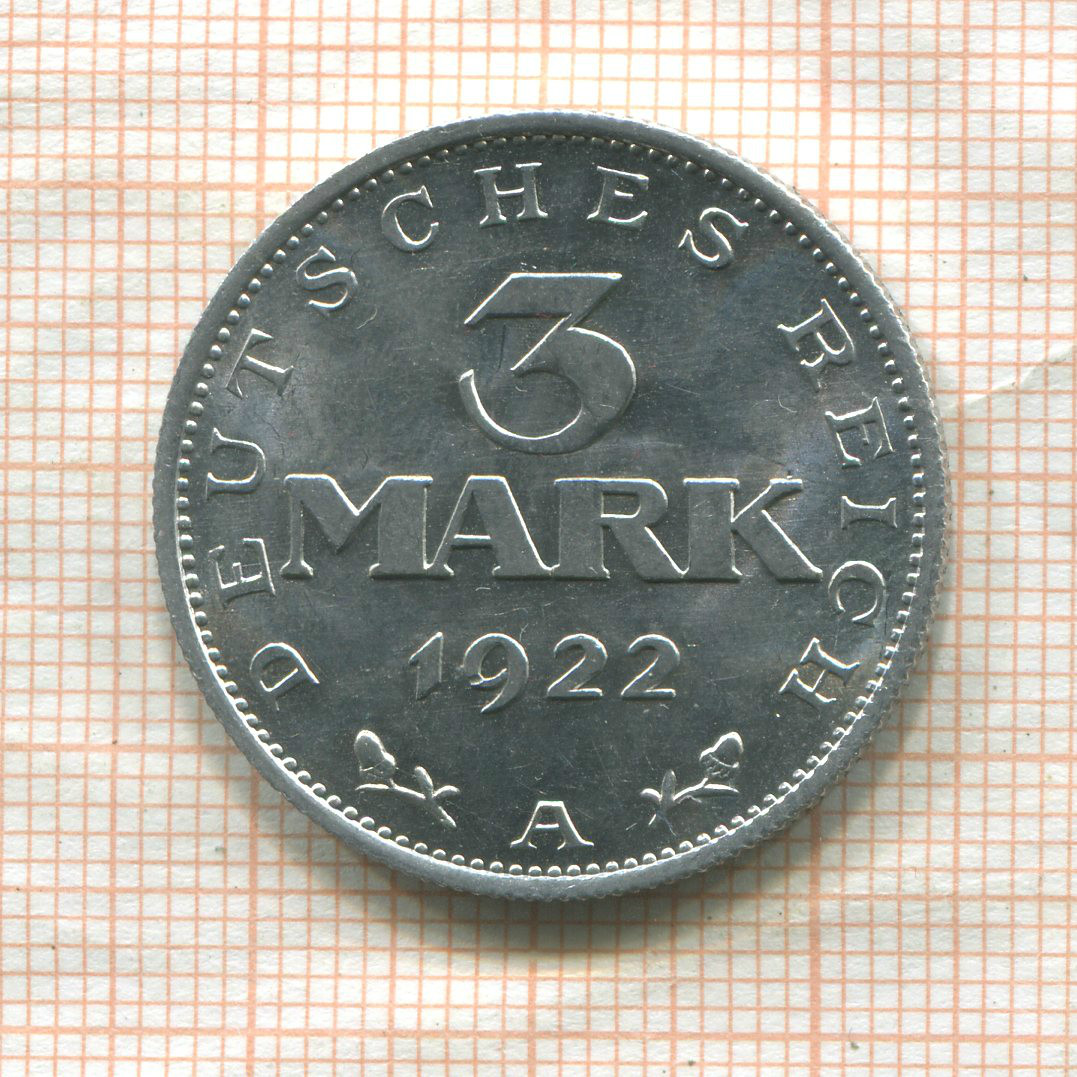 DEUTSCHES REICH
3
MARK
1922
A